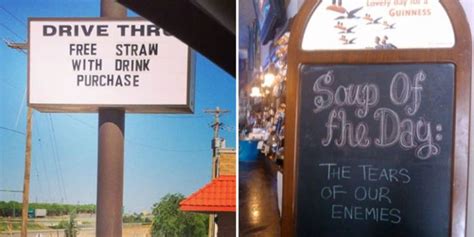 DRIVE THRU
FREE STRAW
WITH DRINK
PURCHASE
Lovely day for a
GUINNESS
Soup Of
the Day:
THE TEARS
OF OUR
ENEMIES